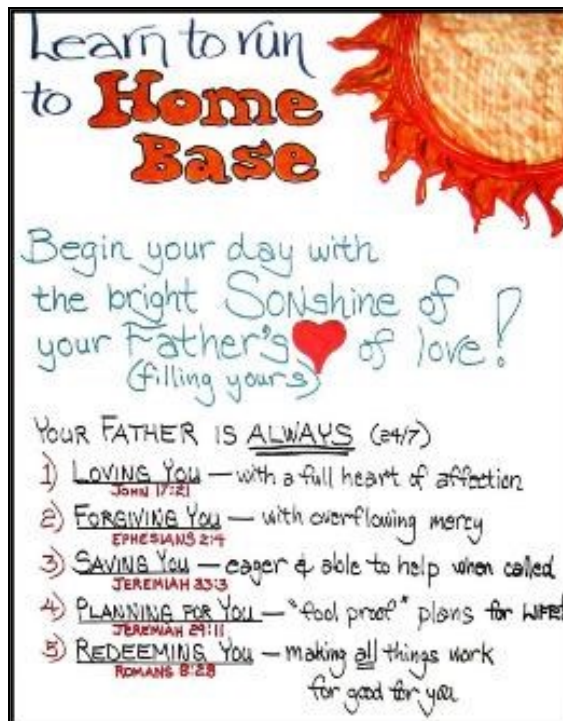 Learn to run
to Home
Base
Begin your day with
the bright SONshine of
your Father's ❤ of love!
(filling yours)
YOUR FATHER IS ALWAYS (24/7)
1) LOVING YOU — with a full heart of affection
JOHN 17:21
2) FORGIVING YOU — with overflowing mercy
EPHESIANS 2:4
3) SAVING YOU — eager & able to help when called
JEREMIAH 33:3
4) PLANNING FOR YOU — "fool proof" plans for LIFE!
JEREMIAH 29:11
5) REDEEMING YOU — making all things work
ROMANS 8:28
for good for you